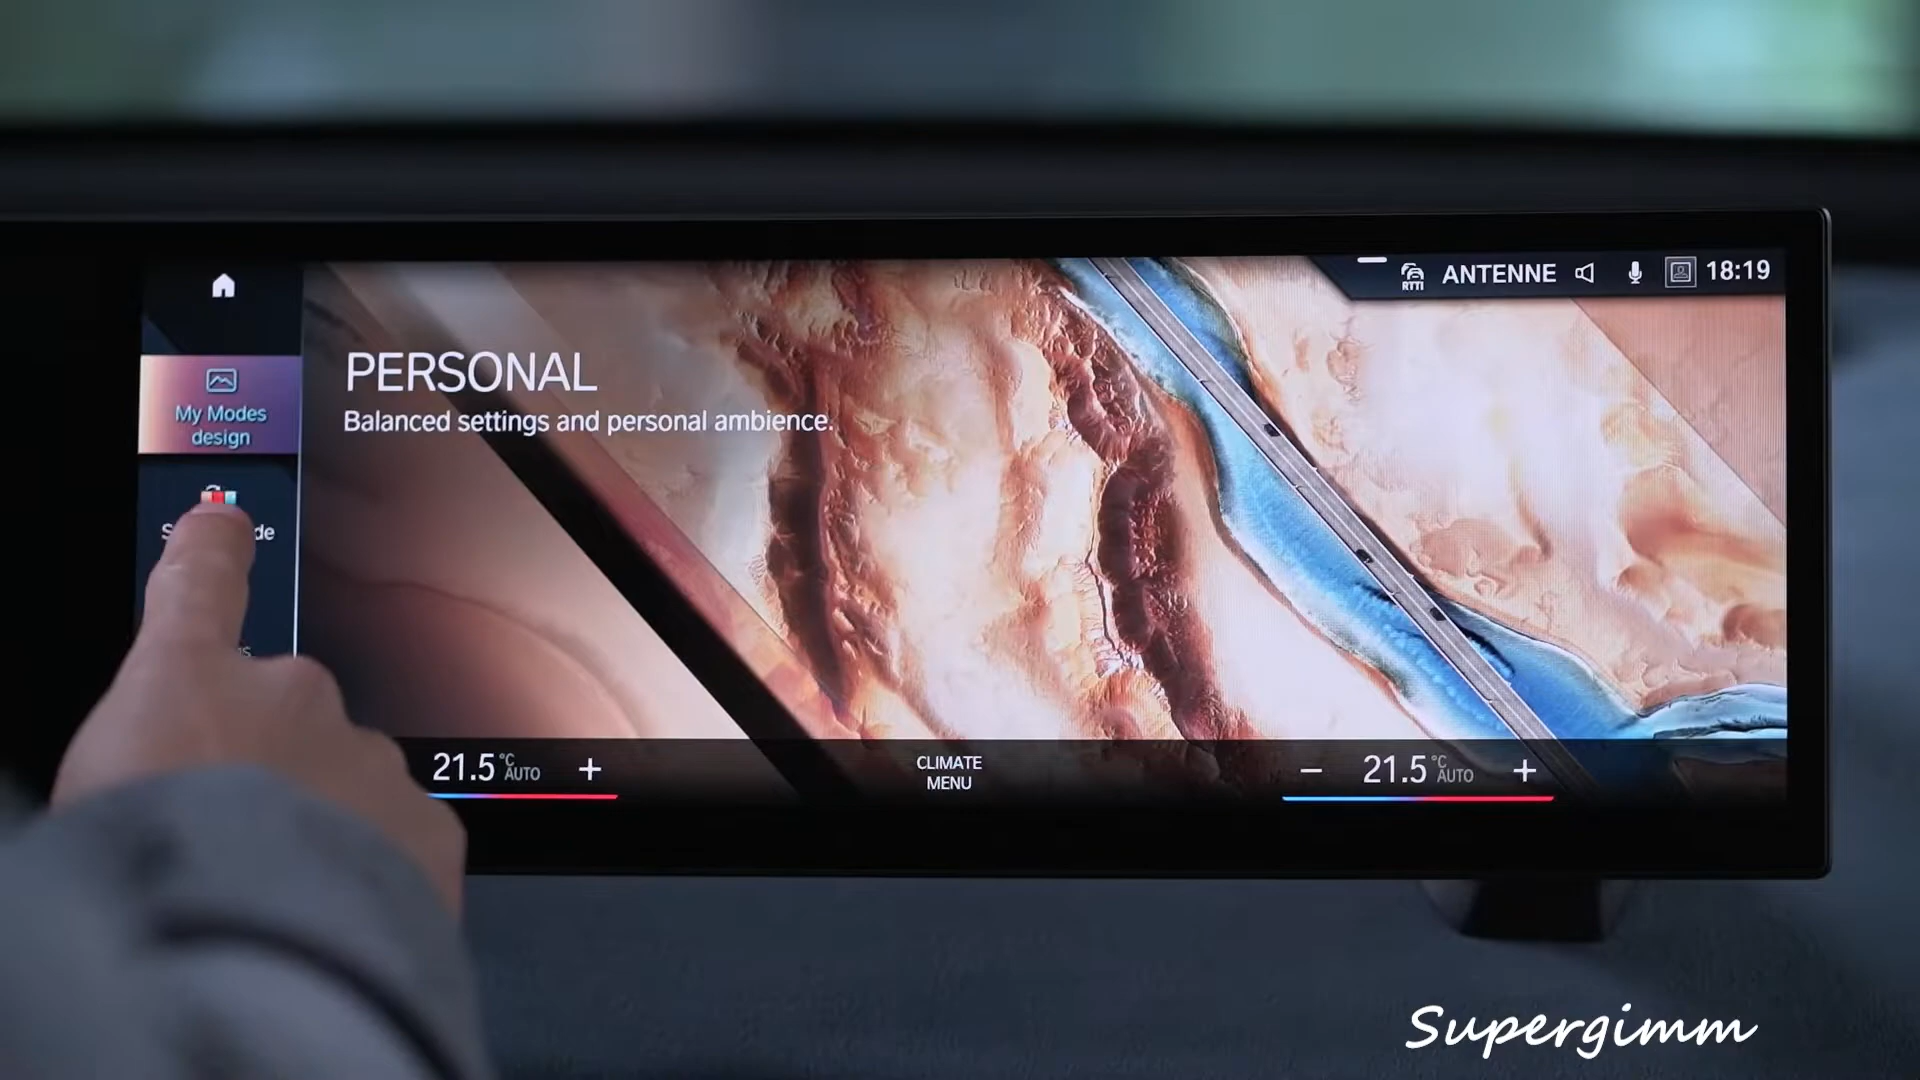 RTTI ANTENNE 18:19
PERSONAL
Balanced settings and personal ambience.
My Modes
design
21.5 °C AUTO +
CLIMATE
MENU
− 21.5 °C AUTO +
Supergimm